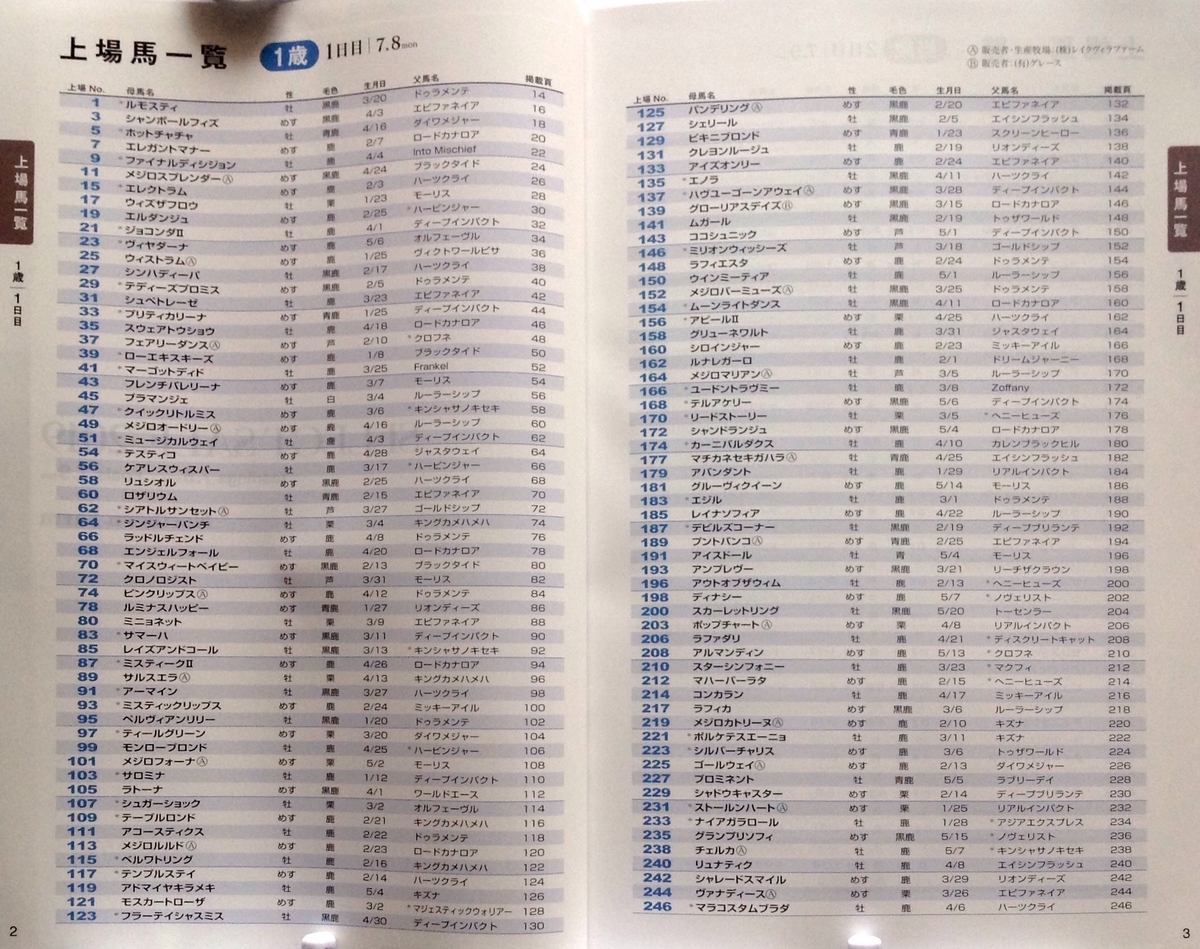 上場馬一覧 1歳 1日目 7.8mon
上場No. 母馬名 性 毛色 生月日 父馬名 掲載頁
1 *ルモスティ 牡 黒鹿 3/20 ドゥラメンテ 14
3 シャンボールフィズ めす 黒鹿 4/3 エピファネイア 16
5 *ホットチャチャ 牡 青鹿 4/16 ダイワメジャー 18
7 エレガントマナー めす 鹿 2/7 ロードカナロア 20
9 *ファイナルディシジョン 牡 鹿 4/4 Into Mischief 22
11 メジロスプレンダーⒶ めす 黒鹿 4/24 ブラックタイド 24
15 *エレクトラム 牡 鹿 2/3 ハーツクライ 26
17 ウィズザフロウ 牡 栗 1/23 モーリス 28
19 エルダンジュ めす 鹿 2/25 *ハービンジャー 30
21 *ジョコンダⅡ 牡 鹿 4/1 ディープインパクト 32
23 *ヴィヤダーナ 牡 鹿 5/6 オルフェーヴル 34
25 ウィストラムⒶ めす 鹿 1/25 ヴィクトワールピサ 36
27 *シンハディーパ 牡 黒鹿 2/17 ハーツクライ 38
29 *テディーズプロミス めす 黒鹿 2/5 ドゥラメンテ 40
31 シュペトレーゼ 牡 鹿 3/23 エピファネイア 42
33 *プリティカリーナ めす 青鹿 1/25 ディープインパクト 44
35 スウェアトウショウ 牡 鹿 4/18 ロードカナロア 46
37 *フェアリーダンスⒶ めす 芦 2/10 *クロフネ 48
39 *ローエキスキーズ 牡 鹿 1/8 ブラックタイド 50
41 *マーゴットディド 牡 鹿 3/25 Frankel 52
43 フレンチバレリーナ めす 鹿 3/7 モーリス 54
45 ブラマンジェ 牡 白 3/4 ルーラーシップ 56
47 *クイックリトルミス めす 鹿 3/6 *キンシャサノキセキ 58
49 メジロオードリーⒶ めす 鹿 4/16 ルーラーシップ 60
51 *ミュージカルウェイ 牡 鹿 4/3 ディープインパクト 62
54 *テスティコ めす 鹿 4/28 ジャスタウェイ 64
56 ケアレスウィスパー めす 鹿 3/17 *ハービンジャー 66
58 リュシオル めす 黒鹿 2/25 ハーツクライ 68
60 ロザリウム 牡 青鹿 2/15 エピファネイア 70
62 *シアトルサンセットⒶ 牡 芦 3/27 ゴールドシップ 72
64 *ジンジャーパンチ 牡 栗 3/4 キングカメハメハ 74
66 ラッドルチェンド めす 鹿 4/8 ドゥラメンテ 76
68 エンジェルフォール 牡 鹿 4/20 ロードカナロア 78
70 *マイスウィートベイビー めす 黒鹿 2/13 ブラックタイド 80
72 クロノロジスト 牡 芦 3/31 モーリス 82
74 ピンクリップスⒶ めす 鹿 4/12 ドゥラメンテ 84
78 *ルミナスハッピー めす 青鹿 1/27 リオンディーズ 86
80 ミニョネット 牡 栗 3/9 エピファネイア 88
83 *サマーハ めす 黒鹿 3/11 ディープインパクト 90
85 レイズアンドコール 牡 黒鹿 3/13 *キンシャサノキセキ 92
87 *ミスティークⅡ めす 鹿 4/26 ロードカナロア 94
89 サルスエラⒶ 牡 栗 4/13 キングカメハメハ 96
91 *アーマイン 牡 黒鹿 3/27 ハーツクライ 98
93 *ミスティックリップス めす 鹿 2/24 ミッキーアイル 100
95 ベルヴィアンリリー 牡 黒鹿 1/20 ドゥラメンテ 102
97 *ティールグリーン めす 栗 3/20 ダイワメジャー 104
99 モンローブロンド めす 鹿 4/25 *ハービンジャー 106
101 メジロフォーナⒶ めす 栗 5/2 モーリス 108
103 *サロミナ 牡 鹿 1/12 ディープインパクト 110
105 ラトーナ めす 黒鹿 4/1 ワールドエース 112
107 *シュガーショック 牡 栗 3/2 オルフェーヴル 114
109 *テーブルロンド めす 鹿 2/21 キングカメハメハ 116
111 アコースティクス 牡 鹿 2/22 ドゥラメンテ 118
113 メジロルルドⒶ めす 鹿 2/23 ロードカナロア 120
115 *ベルワトリング 牡 鹿 2/16 キングカメハメハ 122
117 *テンプルステイ めす 鹿 2/14 ハーツクライ 124
119 アドマイヤキラメキ 牡 鹿 5/4 キズナ 126
121 モスカートローザ めす 鹿 3/2 *マジェスティックウォリアー 128
123 *フラーテイシャスミス 牡 黒鹿 4/30 ディープインパクト 130
上場馬一覧
1歳 1日目
2
Ⓐ 販売者・生産牧場:(株)レイクヴィラファーム
Ⓑ 販売者:(有)グレース
上場No. 母馬名 性 毛色 生月日 父馬名 掲載頁
125 バンデリングⒶ めす 黒鹿 2/20 エピファネイア 132
127 シェリール 牡 黒鹿 2/5 エイシンフラッシュ 134
129 *ビキニブロンド めす 青鹿 1/23 スクリーンヒーロー 136
131 クレヨンルージュ 牡 鹿 2/19 リオンディーズ 138
133 アイズオンリー めす 鹿 2/24 エピファネイア 140
135 *エノラ 牡 黒鹿 4/11 ハーツクライ 142
137 *ハヴユーゴーンアウェイⒶ めす 黒鹿 3/28 ディープインパクト 144
139 グローリアスデイズⒷ めす 黒鹿 3/15 ロードカナロア 146
141 ムガール 牡 黒鹿 2/19 トゥザワールド 148
143 ココシュニック めす 芦 5/1 ディープインパクト 150
146 *ミリオンウィッシーズ 牡 芦 3/18 ゴールドシップ 152
148 ラフィエスタ めす 鹿 2/24 ドゥラメンテ 154
150 ウインミーティア 牡 鹿 5/1 ルーラーシップ 156
152 メジロバーミューズⒶ めす 黒鹿 3/25 ドゥラメンテ 158
154 *ムーンライトダンス 牡 黒鹿 4/11 ロードカナロア 160
156 *アピールⅡ めす 栗 4/25 ハーツクライ 162
158 グリューネワルト 牡 鹿 3/31 ジャスタウェイ 164
160 シロインジャー めす 鹿 2/23 ミッキーアイル 166
162 ルナレガーロ 牡 鹿 2/1 ドリームジャーニー 168
164 メジロマリアンⒶ 牡 芦 3/5 ルーラーシップ 170
166 *ユードントラヴミー 牡 鹿 3/8 Zoffany 172
168 *テルアケリー めす 黒鹿 5/6 ディープインパクト 174
170 *リードストーリー 牡 栗 3/5 *ヘニーヒューズ 176
172 シャンドランジュ めす 黒鹿 5/4 ロードカナロア 178
174 *カーニバルダクス 牡 鹿 4/10 カレンブラックヒル 180
177 マチカネセキガハラⒶ めす 青鹿 4/25 エイシンフラッシュ 182
179 アバンダント 牡 鹿 1/29 リアルインパクト 184
181 グルーヴィクイーン めす 鹿 5/14 モーリス 186
183 *エジル 牡 鹿 3/1 ドゥラメンテ 188
185 レイナソフィア めす 鹿 4/22 ルーラーシップ 190
187 *デビルズコーナー 牡 黒鹿 2/19 ディープブリランテ 192
189 *プントバンコⒶ めす 青鹿 2/25 エピファネイア 194
191 アイスドール 牡 青 5/4 モーリス 196
193 アンブレヴー めす 黒鹿 3/21 リーチザクラウン 198
196 *アウトオブザウィム 牡 鹿 2/13 *ヘニーヒューズ 200
198 ディナシー めす 鹿 5/7 *ノヴェリスト 202
200 スカーレットリング 牡 黒鹿 5/20 トーセンラー 204
203 *ポップチャートⒶ めす 栗 4/8 リアルインパクト 206
206 *ラファダリ 牡 鹿 4/21 *ディスクリートキャット 208
208 アルマンディン めす 鹿 5/13 *クロフネ 210
210 スターシンフォニー 牡 鹿 3/23 *マクフィ 212
212 *マハーバーラタ めす 鹿 2/15 *ヘニーヒューズ 214
214 *コンカラン 牡 鹿 4/17 ミッキーアイル 216
217 ラフィカ めす 黒鹿 3/6 ルーラーシップ 218
219 メジロカトリーヌⒶ めす 鹿 2/10 キズナ 220
221 *ポルケテスエーニョ 牡 鹿 3/11 キズナ 222
223 *シルバーチャリス めす 鹿 3/6 トゥザワールド 224
225 ゴールウェイⒶ めす 鹿 2/13 ダイワメジャー 226
227 プロミネント 牡 青鹿 5/5 ラブリーデイ 228
229 シャドウキャスター めす 栗 2/14 ディープブリランテ 230
231 *ストールンハートⒶ めす 栗 1/25 リアルインパクト 232
233 *ナイアガラロール 牡 鹿 1/28 *アジアエクスプレス 234
235 グランプリソフィ めす 黒鹿 5/15 *ノヴェリスト 236
238 チェルカⒶ 牡 鹿 5/7 *キンシャサノキセキ 238
240 リュナティク 牡 鹿 4/8 エイシンフラッシュ 240
242 シャレードスマイル めす 鹿 3/29 リオンディーズ 242
244 ヴァナディースⒶ めす 栗 3/26 エピファネイア 244
246 *マラコスタムブラダ 牡 鹿 4/6 ハーツクライ 246
上場馬一覧
1歳 1日目
3